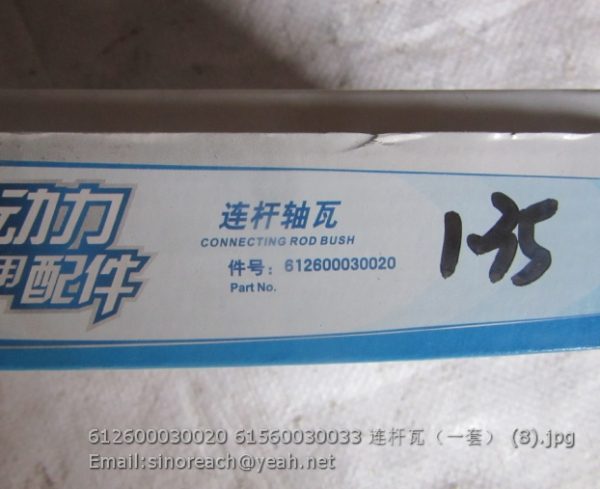 动力
配件
连杆轴瓦
CONNECTING ROD BUSH
件号：612600030020
Part No.
135
612600030020 61560030033 连杆瓦（一套） (8).jpg
Email:sinoreach@yeah.net